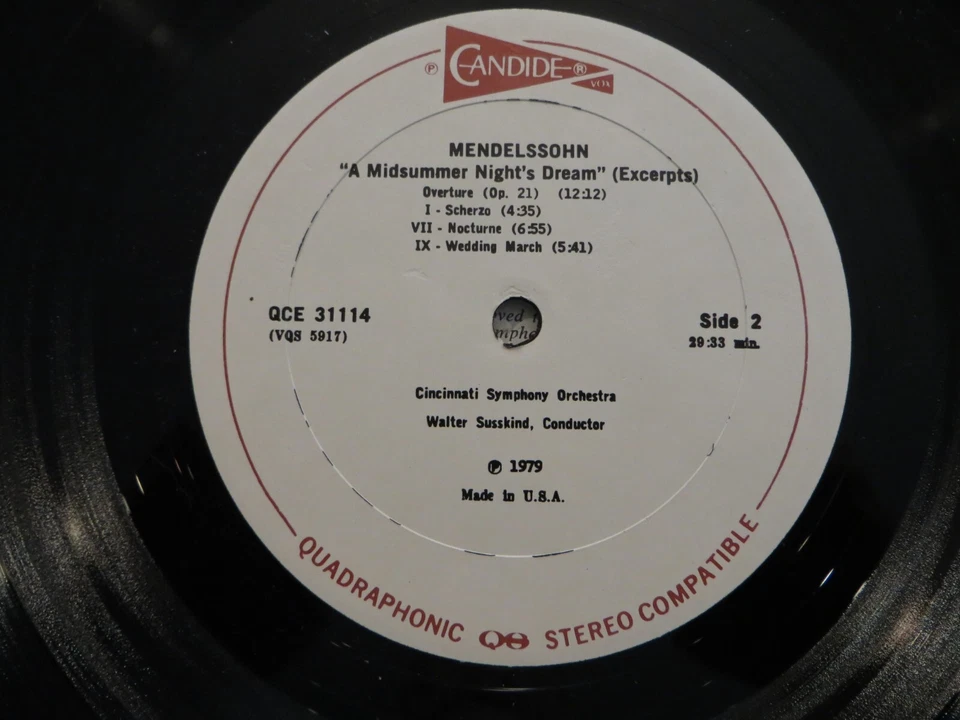 ℗ CANDIDE ®
VOX
MENDELSSOHN
"A Midsummer Night's Dream" (Excerpts)
Overture (Op. 21) (12:12)
I - Scherzo (4:35)
VII - Nocturne (6:55)
IX - Wedding March (5:41)
QCE 31114
(VQS 5917)
ved
mpho
Side 2
29:33 min.
Cincinnati Symphony Orchestra
Walter Susskind, Conductor
℗ 1979
Made in U.S.A.
QUADRAPHONIC QS STEREO COMPATIBLE